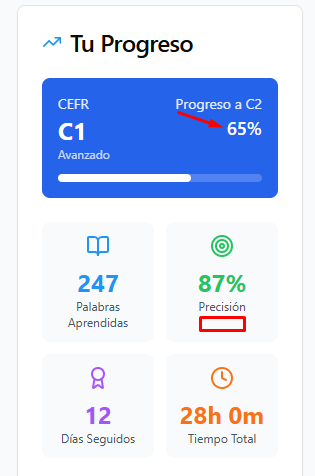 Tu Progreso
CEFR
Progreso a C2
C1
65%
Avanzado
247
Palabras
Aprendidas
87%
Precisión
12
Días Seguidos
28h 0m
Tiempo Total